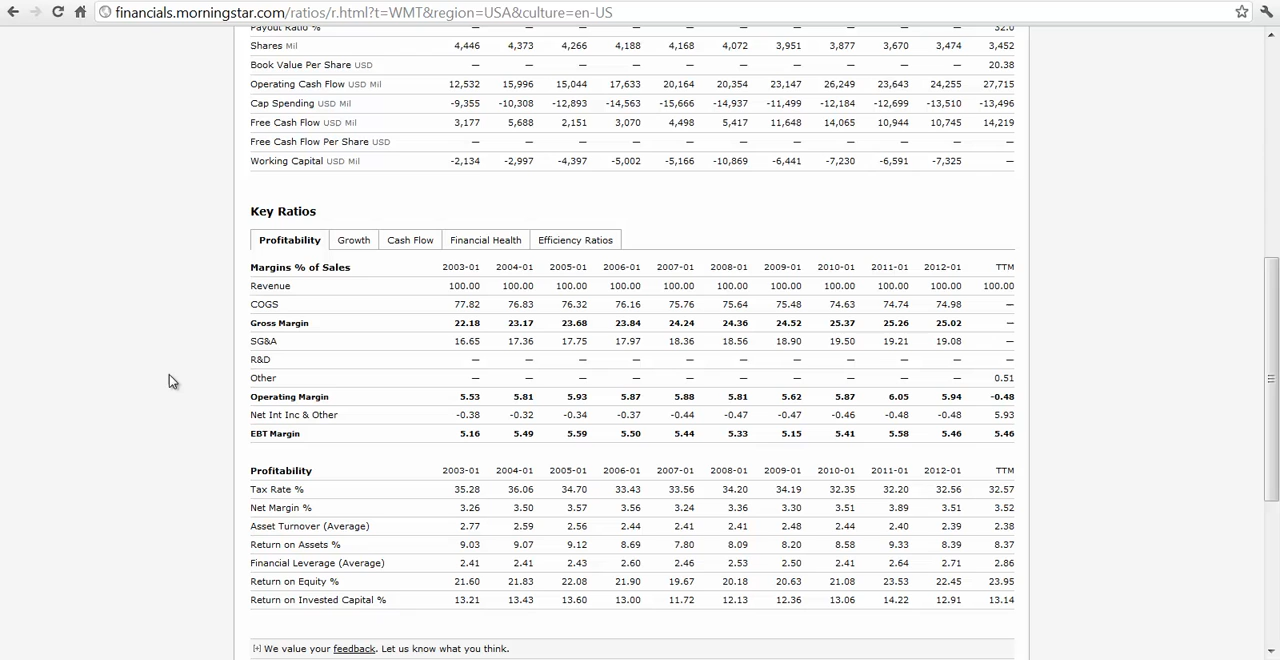 financials.morningstar.com/ratios/r.html?t=WMT&region=USA&culture=en-US
Payout Ratio % — — — — — — — — — — 32.0
Shares Mil 4,446 4,373 4,266 4,188 4,168 4,072 3,951 3,877 3,670 3,474 3,452
Book Value Per Share USD — — — — — — — — — — 20.38
Operating Cash Flow USD Mil 12,532 15,996 15,044 17,633 20,164 20,354 23,147 26,249 23,643 24,255 27,715
Cap Spending USD Mil -9,355 -10,308 -12,893 -14,563 -15,666 -14,937 -11,499 -12,184 -12,699 -13,510 -13,496
Free Cash Flow USD Mil 3,177 5,688 2,151 3,070 4,498 5,417 11,648 14,065 10,944 10,745 14,219
Free Cash Flow Per Share USD — — — — — — — — — — —
Working Capital USD Mil -2,134 -2,997 -4,397 -5,002 -5,166 -10,869 -6,441 -7,230 -6,591 -7,325 —
Key Ratios
Profitability Growth Cash Flow Financial Health Efficiency Ratios
Margins % of Sales 2003-01 2004-01 2005-01 2006-01 2007-01 2008-01 2009-01 2010-01 2011-01 2012-01 TTM
Revenue 100.00 100.00 100.00 100.00 100.00 100.00 100.00 100.00 100.00 100.00 100.00
COGS 77.82 76.83 76.32 76.16 75.76 75.64 75.48 74.63 74.74 74.98 —
Gross Margin 22.18 23.17 23.68 23.84 24.24 24.36 24.52 25.37 25.26 25.02 —
SG&A 16.65 17.36 17.75 17.97 18.36 18.56 18.90 19.50 19.21 19.08 —
R&D — — — — — — — — — — —
Other — — — — — — — — — — 0.51
Operating Margin 5.53 5.81 5.93 5.87 5.88 5.81 5.62 5.87 6.05 5.94 -0.48
Net Int Inc & Other -0.38 -0.32 -0.34 -0.37 -0.44 -0.47 -0.47 -0.46 -0.48 -0.48 5.93
EBT Margin 5.16 5.49 5.59 5.50 5.44 5.33 5.15 5.41 5.58 5.46 5.46
Profitability 2003-01 2004-01 2005-01 2006-01 2007-01 2008-01 2009-01 2010-01 2011-01 2012-01 TTM
Tax Rate % 35.28 36.06 34.70 33.43 33.56 34.20 34.19 32.35 32.20 32.56 32.57
Net Margin % 3.26 3.50 3.57 3.56 3.24 3.36 3.30 3.51 3.89 3.51 3.52
Asset Turnover (Average) 2.77 2.59 2.56 2.44 2.41 2.41 2.48 2.44 2.40 2.39 2.38
Return on Assets % 9.03 9.07 9.12 8.69 7.80 8.09 8.20 8.58 9.33 8.39 8.37
Financial Leverage (Average) 2.41 2.41 2.43 2.60 2.46 2.53 2.50 2.41 2.64 2.71 2.86
Return on Equity % 21.60 21.83 22.08 21.90 19.67 20.18 20.63 21.08 23.53 22.45 23.95
Return on Invested Capital % 13.21 13.43 13.60 13.00 11.72 12.13 12.36 13.06 14.22 12.91 13.14
[+] We value your feedback. Let us know what you think.